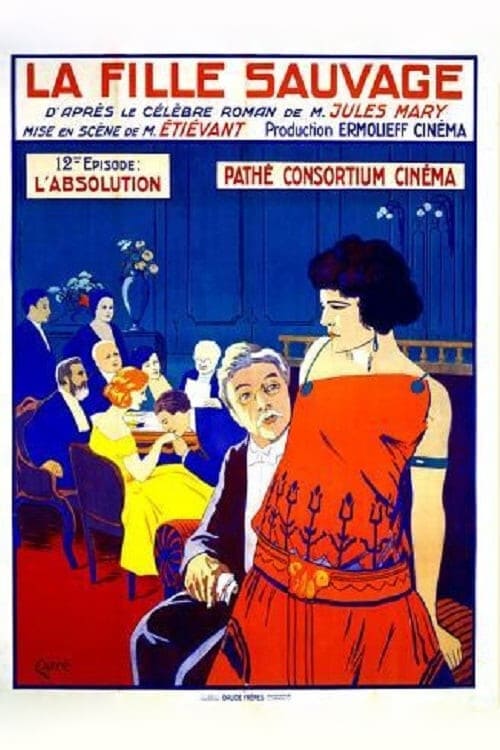 LA FILLE SAUVAGE
D'APRÈS LE CÉLÈBRE ROMAN DE M. JULES MARY
MISE EN SCÈNE DE M. ÉTIÉVANT Production ERMOLIEFF CINÉMA
12me EPISODE:
L'ABSOLUTION
PATHÉ CONSORTIUM CINÉMA